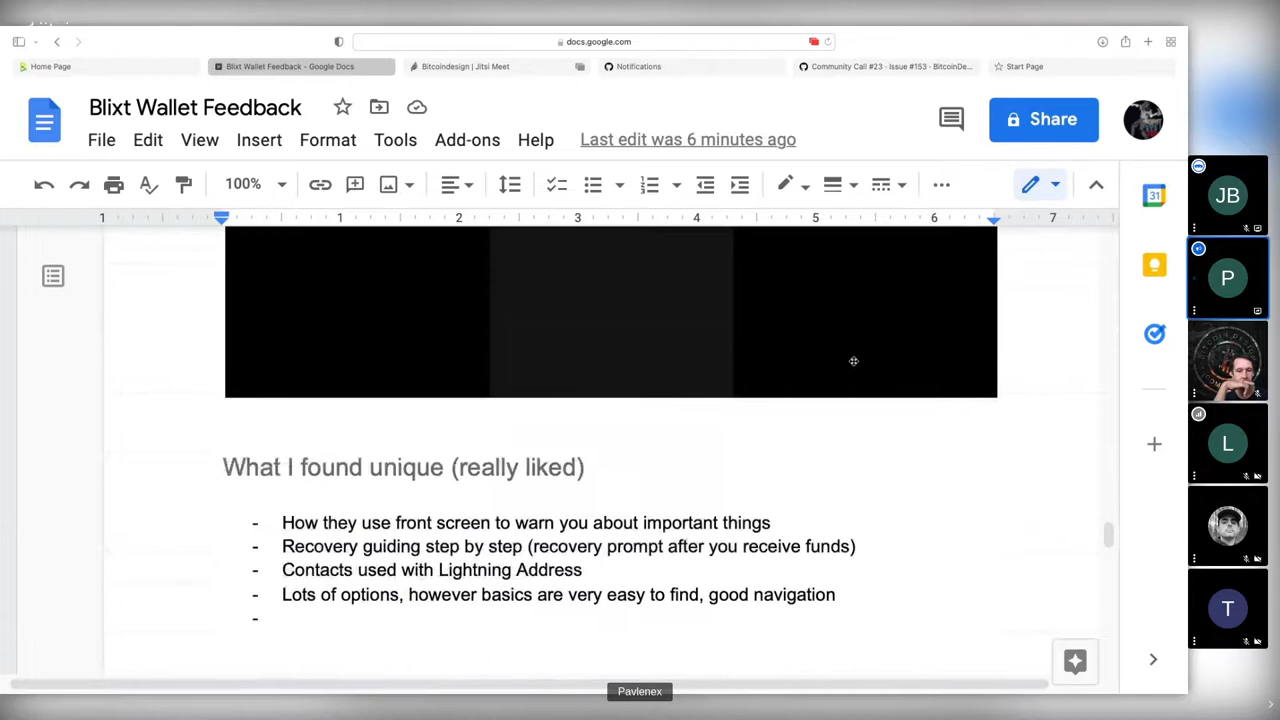 docs.google.com
Home Page
Blixt Wallet Feedback - Google Docs
Bitcoindesign | Jitsi Meet
Notifications
Community Call #23 · Issue #153 · BitcoinDe...
Start Page
Blixt Wallet Feedback
Share
File Edit View Insert Format Tools Add-ons Help Last edit was 6 minutes ago
100%
31
1 1 2 3 4 5 6 7
JB
P
What I found unique (really liked)
- How they use front screen to warn you about important things
- Recovery guiding step by step (recovery prompt after you receive funds)
- Contacts used with Lightning Address
- Lots of options, however basics are very easy to find, good navigation
-
L
T
Pavlenex